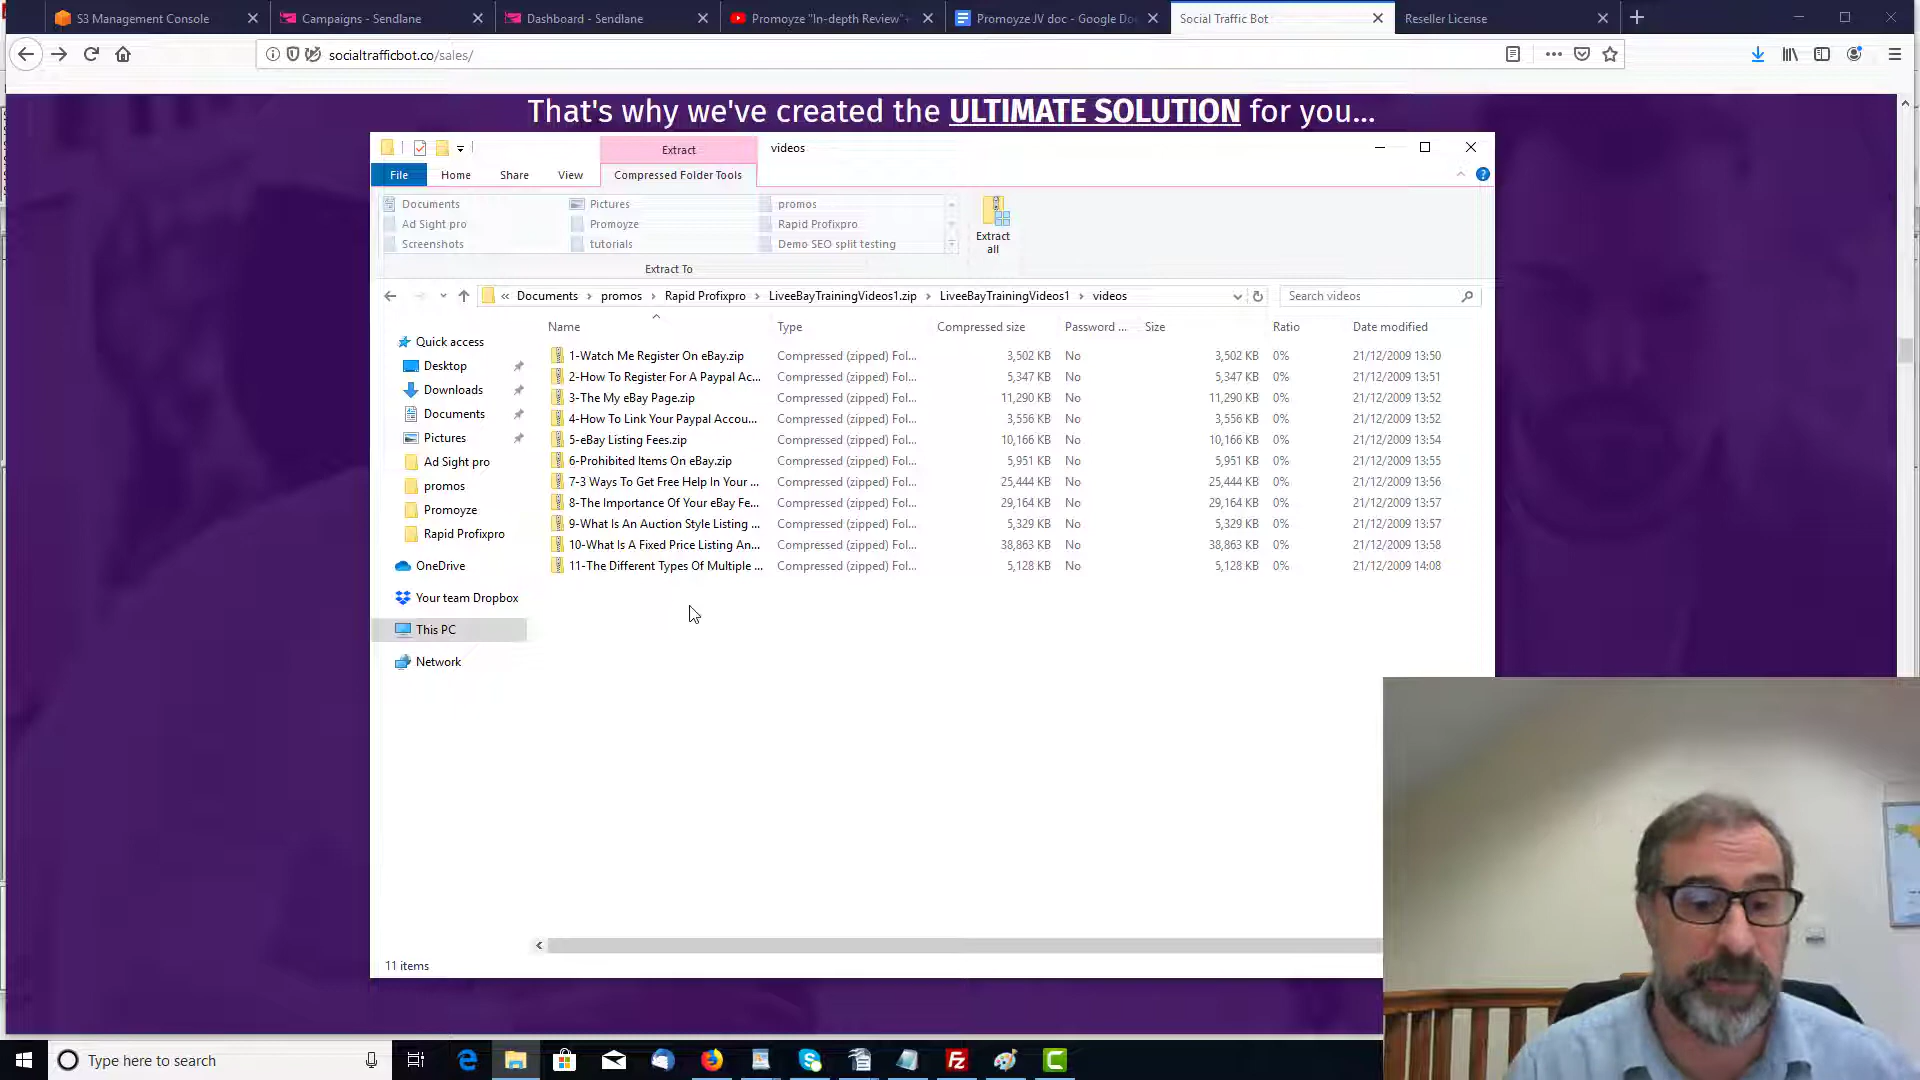 S3 Management Console
Campaigns - Sendlane
Dashboard - Sendlane
Promoyze "In-depth Review"
Promoyze JV doc - Google Do
Social Traffic Bot
Reseller License
socialtrafficbot.co/sales/
That's why we've created the ULTIMATE SOLUTION for you...
Extract
videos
File
Home
Share
View
Compressed Folder Tools
Documents
Pictures
promos
Ad Sight pro
Promoyze
Rapid Profixpro
Screenshots
tutorials
Demo SEO split testing
Extract all
Extract To
« Documents > promos > Rapid Profixpro > LiveeBayTrainingVideos1.zip > LiveeBayTrainingVideos1 > videos
Search videos
Name Type Compressed size Password ... Size Ratio Date modified
1-Watch Me Register On eBay.zip Compressed (zipped) Fol... 3,502 KB No 3,502 KB 0% 21/12/2009 13:50
2-How To Register For A Paypal Ac... Compressed (zipped) Fol... 5,347 KB No 5,347 KB 0% 21/12/2009 13:51
3-The My eBay Page.zip Compressed (zipped) Fol... 11,290 KB No 11,290 KB 0% 21/12/2009 13:52
4-How To Link Your Paypal Accou... Compressed (zipped) Fol... 3,556 KB No 3,556 KB 0% 21/12/2009 13:52
5-eBay Listing Fees.zip Compressed (zipped) Fol... 10,166 KB No 10,166 KB 0% 21/12/2009 13:54
6-Prohibited Items On eBay.zip Compressed (zipped) Fol... 5,951 KB No 5,951 KB 0% 21/12/2009 13:55
7-3 Ways To Get Free Help In Your ... Compressed (zipped) Fol... 25,444 KB No 25,444 KB 0% 21/12/2009 13:56
8-The Importance Of Your eBay Fe... Compressed (zipped) Fol... 29,164 KB No 29,164 KB 0% 21/12/2009 13:57
9-What Is An Auction Style Listing ... Compressed (zipped) Fol... 5,329 KB No 5,329 KB 0% 21/12/2009 13:57
10-What Is A Fixed Price Listing An... Compressed (zipped) Fol... 38,863 KB No 38,863 KB 0% 21/12/2009 13:58
11-The Different Types Of Multiple ... Compressed (zipped) Fol... 5,128 KB No 5,128 KB 0% 21/12/2009 14:08
Quick access
Desktop
Downloads
Documents
Pictures
Ad Sight pro
promos
Promoyze
Rapid Profixpro
OneDrive
Your team Dropbox
This PC
Network
11 items
Type here to search